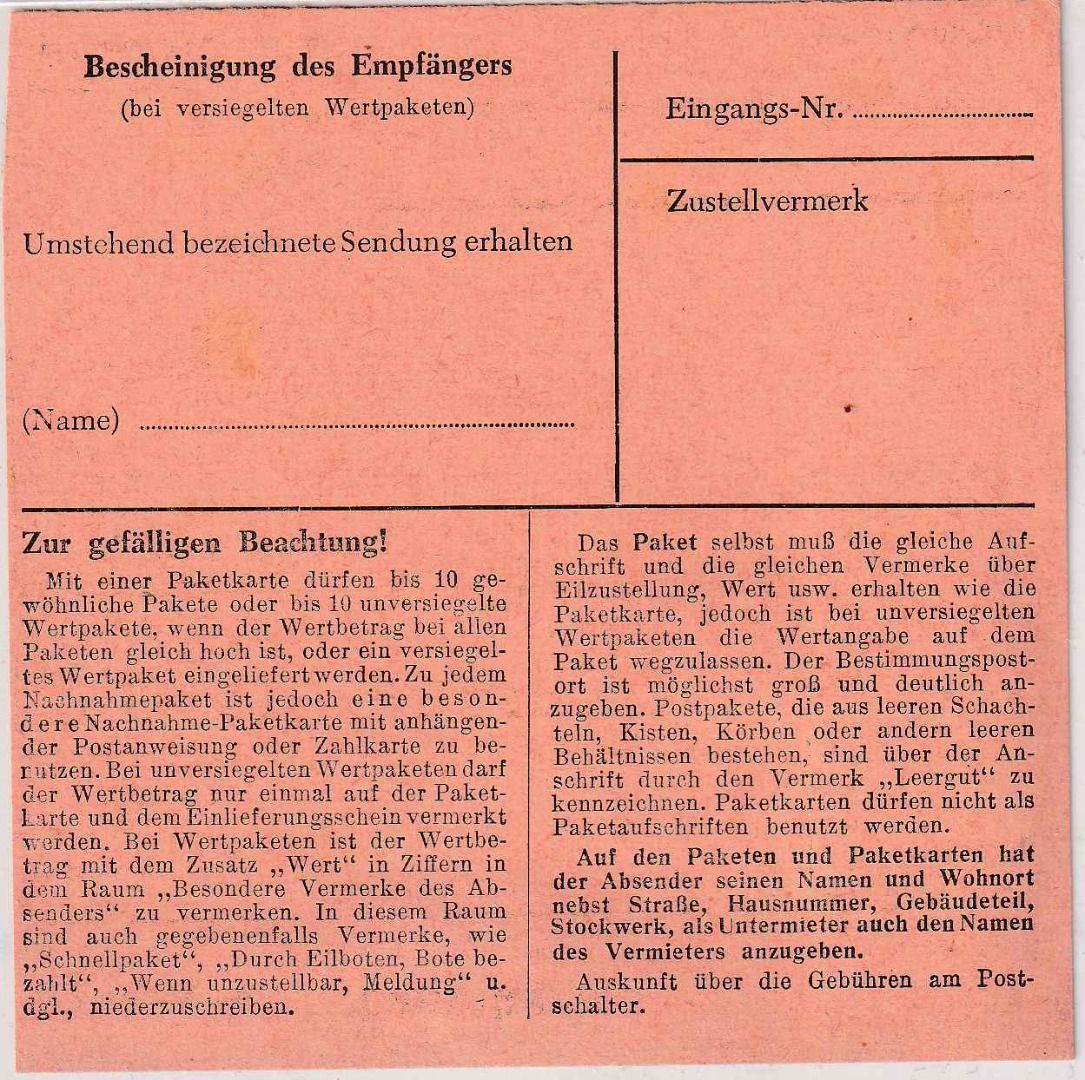 Bescheinigung des Empfängers
(bei versiegelten Wertpaketen)
Umstehend bezeichnete Sendung erhalten
(Name) ................................................
Eingangs-Nr. ................................
Zustellvermerk
Zur gefälligen Beachtung!
Mit einer Paketkarte dürfen bis 10 ge-
wöhnliche Pakete oder bis 10 unversiegelte
Wertpakete, wenn der Wertbetrag bei allen
Paketen gleich hoch ist, oder ein versiegel-
tes Wertpaket eingeliefert werden. Zu jedem
Nachnahmepaket ist jedoch eine beson-
dere Nachnahme-Paketkarte mit anhängen-
der Postanweisung oder Zahlkarte zu be-
nutzen. Bei unversiegelten Wertpaketen darf
der Wertbetrag nur einmal auf der Paket-
karte und dem Einlieferungsschein vermerkt
werden. Bei Wertpaketen ist der Wertbe-
trag mit dem Zusatz „Wert“ in Ziffern in
dem Raum „Besondere Vermerke des Ab-
senders“ zu vermerken. In diesem Raum
sind auch gegebenenfalls Vermerke, wie
„Schnellpaket“, „Durch Eilboten, Bote be-
zahlt“, „Wenn unzustellbar, Meldung“ u.
dgl., niederzuschreiben.
Das Paket selbst muß die gleiche Auf-
schrift und die gleichen Vermerke über
Eilzustellung, Wert usw. erhalten wie die
Paketkarte, jedoch ist bei unversiegelten
Wertpaketen die Wertangabe auf dem
Paket wegzulassen. Der Bestimmungspost-
ort ist möglichst groß und deutlich an-
zugeben. Postpakete, die aus leeren Schach-
teln, Kisten, Körben oder andern leeren
Behältnissen bestehen, sind über der An-
schrift durch den Vermerk „Leergut“ zu
kennzeichnen. Paketkarten dürfen nicht als
Paketaufschriften benutzt werden.
Auf den Paketen und Paketkarten hat
der Absender seinen Namen und Wohnort
nebst Straße, Hausnummer, Gebäudeteil,
Stockwerk, als Untermieter auch den Namen
des Vermieters anzugeben.
Auskunft über die Gebühren am Post-
schalter.